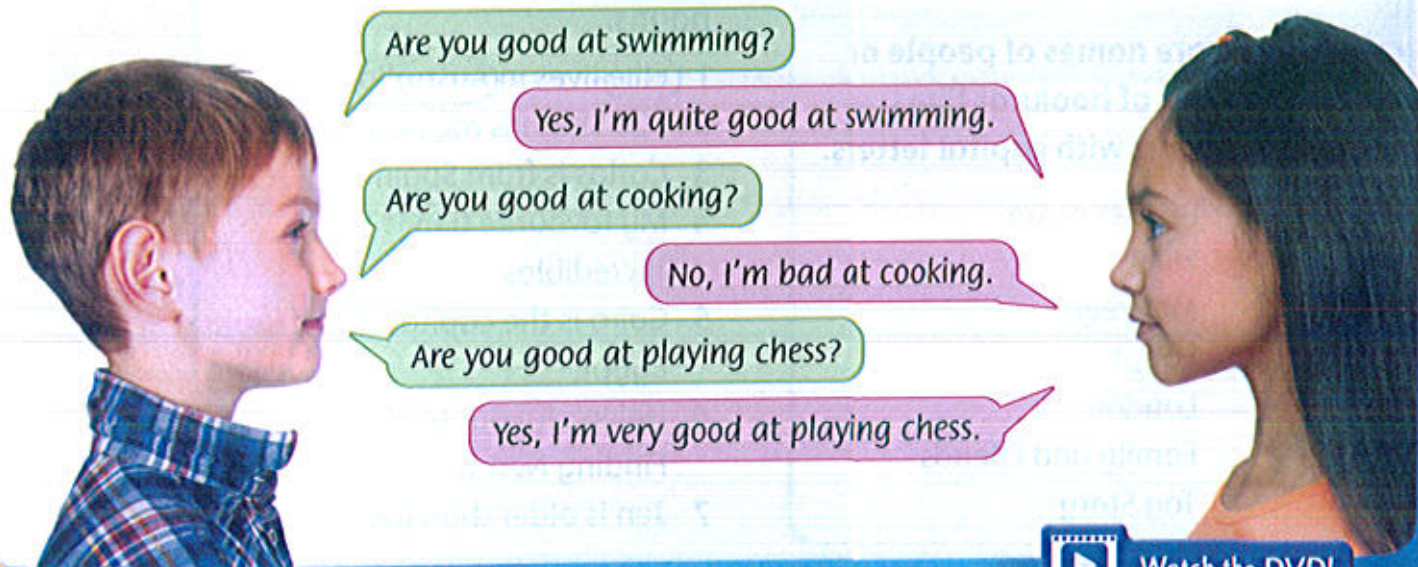 Are you good at swimming?
Yes, I'm quite good at swimming.
Are you good at cooking?
No, I'm bad at cooking.
Are you good at playing chess?
Yes, I'm very good at playing chess.
Watch the DVD!